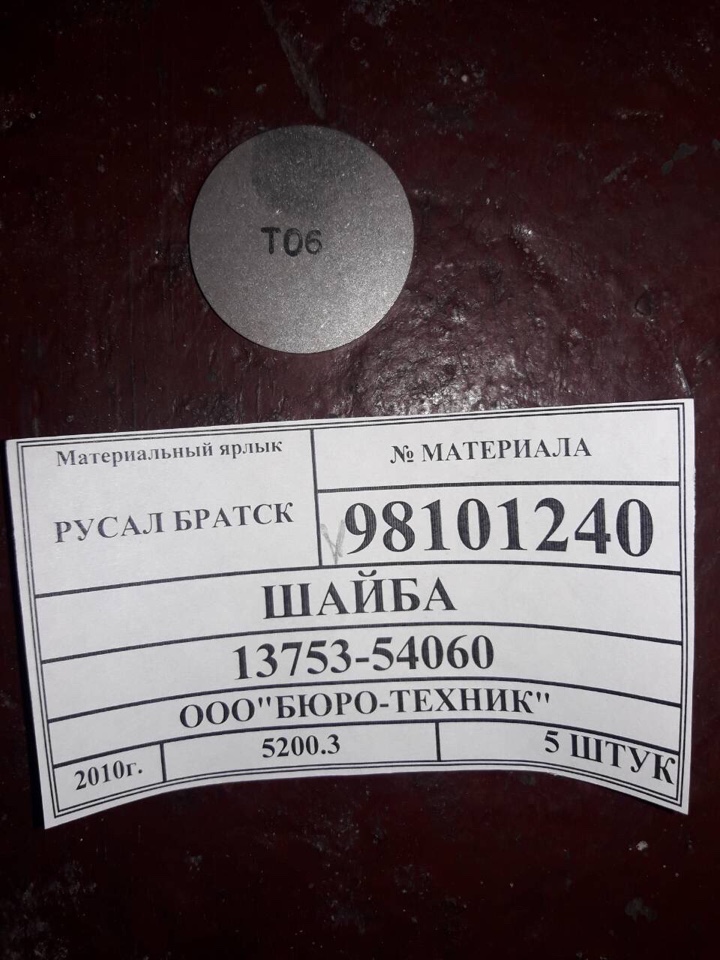 T06
Материальный ярлык
РУСАЛ БРАТСК
№ МАТЕРИАЛА
98101240
ШАЙБА
13753-54060
ООО"БЮРО-ТЕХНИК"
2010г.
5200.3
5 ШТУК